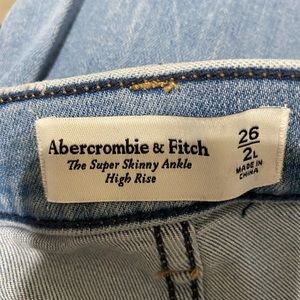 Abercrombie & Fitch
The Super Skinny Ankle
High Rise
26
2L
MADE IN
CHINA